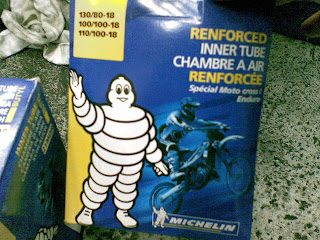 130/80-18
100/100-18
110/100-18
RENFORCED
INNER TUBE
CHAMBRE A AIR
RENFORCÉE
Spécial Moto cross /
Enduro
MICHELIN